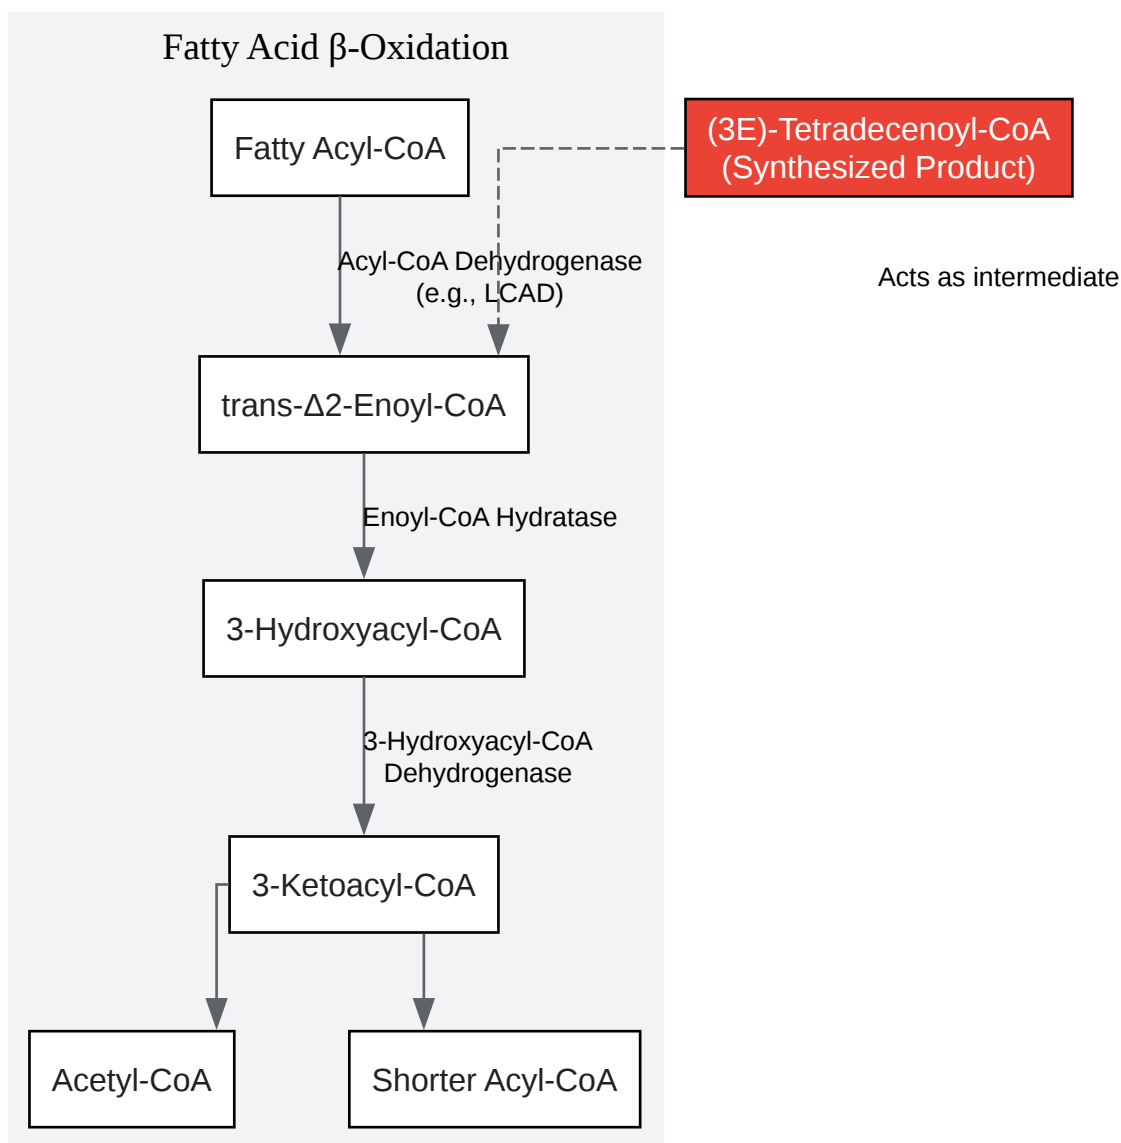 Fatty Acid β-Oxidation
Fatty Acyl-CoA
(3E)-Tetradecenoyl-CoA
(Synthesized Product)
Acyl-CoA Dehydrogenase
(e.g., LCAD)
Acts as intermediate
trans-Δ2-Enoyl-CoA
Enoyl-CoA Hydratase
3-Hydroxyacyl-CoA
3-Hydroxyacyl-CoA
Dehydrogenase
3-Ketoacyl-CoA
Acetyl-CoA
Shorter Acyl-CoA